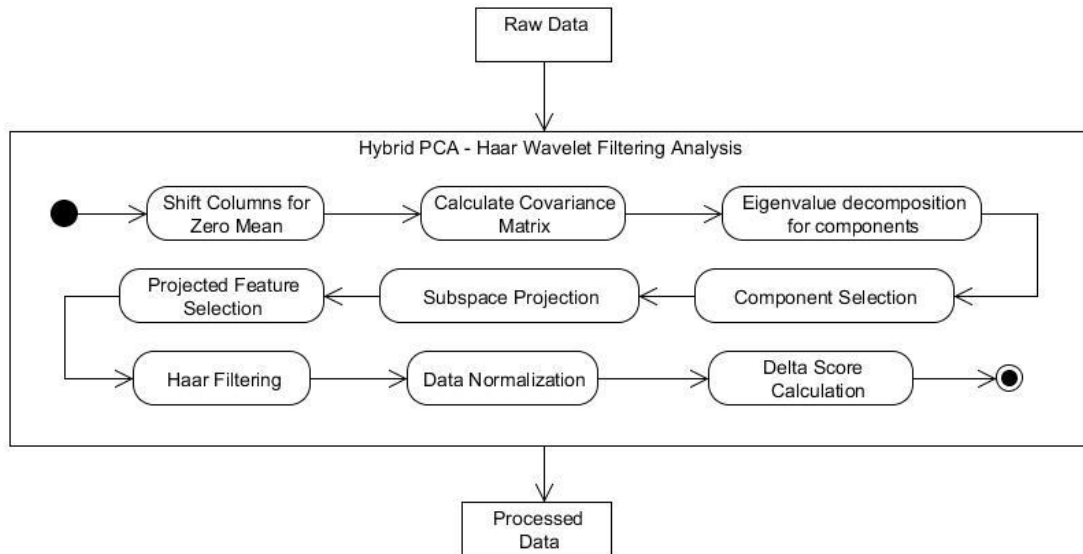 Raw Data
Hybrid PCA - Haar Wavelet Filtering Analysis
Shift Columns for
Zero Mean
Calculate Covariance
Matrix
Eigenvalue decomposition
for components
Projected Feature
Selection
Subspace Projection
Component Selection
Haar Filtering
Data Normalization
Delta Score
Calculation
Processed
Data